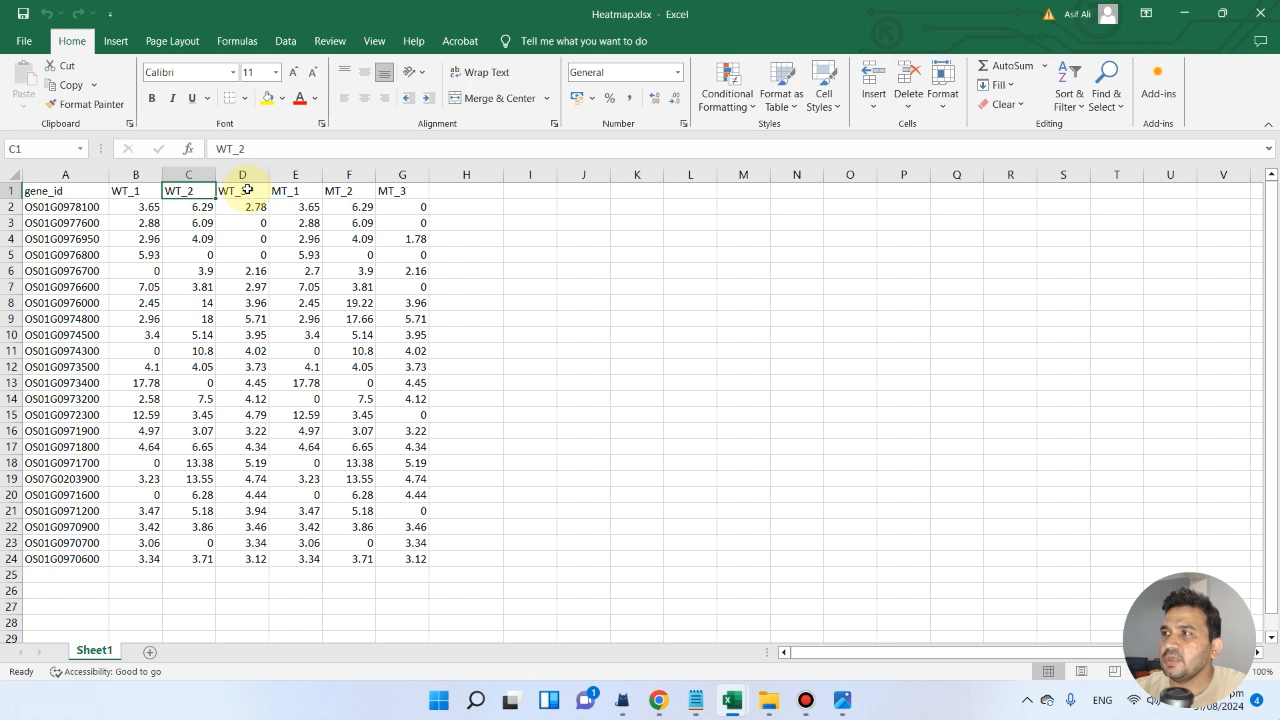 Heatmap.xlsx - Excel
Asif Ali
File Home Insert Page Layout Formulas Data Review View Help Acrobat Tell me what you want to do
Paste
Cut
Copy
Format Painter
Calibri 11
B I U
Wrap Text
Merge & Center
General
Conditional Formatting
Format as Table
Cell Styles
Insert
Delete
Format
AutoSum
Fill
Clear
Sort & Filter
Find & Select
Add-ins
Clipboard Font Alignment Number Styles Cells Editing Add-ins
C1 fx WT_2
A B C D E F G H I J K L M N O P Q R S T U V
1 gene_id WT_1 WT_2 WT_3 MT_1 MT_2 MT_3
2 OS01G0978100 3.65 6.29 2.78 3.65 6.29 0
3 OS01G0977600 2.88 6.09 0 2.88 6.09 0
4 OS01G0976950 2.96 4.09 0 2.96 4.09 1.78
5 OS01G0976800 5.93 0 0 5.93 0 0
6 OS01G0976700 0 3.9 2.16 2.7 3.9 2.16
7 OS01G0976600 7.05 3.81 2.97 7.05 3.81 0
8 OS01G0976000 2.45 14 3.96 2.45 19.22 3.96
9 OS01G0974800 2.96 18 5.71 2.96 17.66 5.71
10 OS01G0974500 3.4 5.14 3.95 3.4 5.14 3.95
11 OS01G0974300 0 10.8 4.02 0 10.8 4.02
12 OS01G0973500 4.1 4.05 3.73 4.1 4.05 3.73
13 OS01G0973400 17.78 0 4.45 17.78 0 4.45
14 OS01G0973200 2.58 7.5 4.12 0 7.5 4.12
15 OS01G0972300 12.59 3.45 4.79 12.59 3.45 0
16 OS01G0971900 4.97 3.07 3.22 4.97 3.07 3.22
17 OS01G0971800 4.64 6.65 4.34 4.64 6.65 4.34
18 OS01G0971700 0 13.38 5.19 0 13.38 5.19
19 OS07G0203900 3.23 13.55 4.74 3.23 13.55 4.74
20 OS01G0971600 0 6.28 4.44 0 6.28 4.44
21 OS01G0971200 3.47 5.18 3.94 3.47 5.18 0
22 OS01G0970900 3.42 3.86 3.46 3.42 3.86 3.46
23 OS01G0970700 3.06 0 3.34 3.06 0 3.34
24 OS01G0970600 3.34 3.71 3.12 3.34 3.71 3.12
25
26
27
28
29
Sheet1
Ready Accessibility: Good to go 100%
1 ENG 4
/08/2024